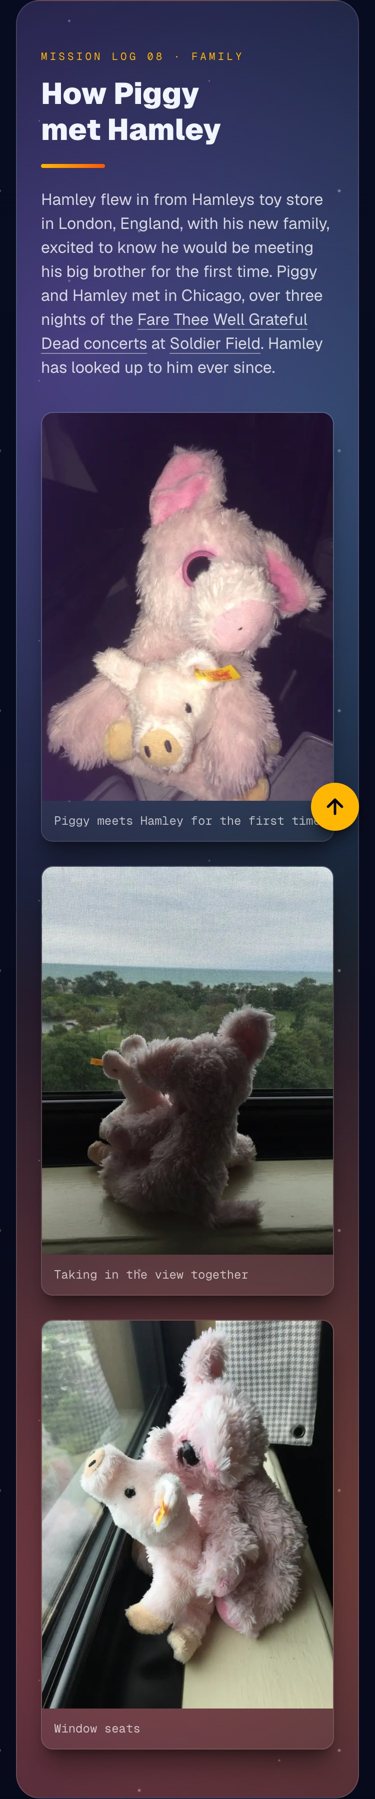 MISSION LOG 08 · FAMILY
How Piggy
met Hamley
Hamley flew in from Hamleys toy store
in London, England, with his new family,
excited to know he would be meeting
his big brother for the first time. Piggy
and Hamley met in Chicago, over three
nights of the Fare Thee Well Grateful
Dead concerts at Soldier Field. Hamley
has looked up to him ever since.
Piggy meets Hamley for the first time
Taking in the view together
Window seats